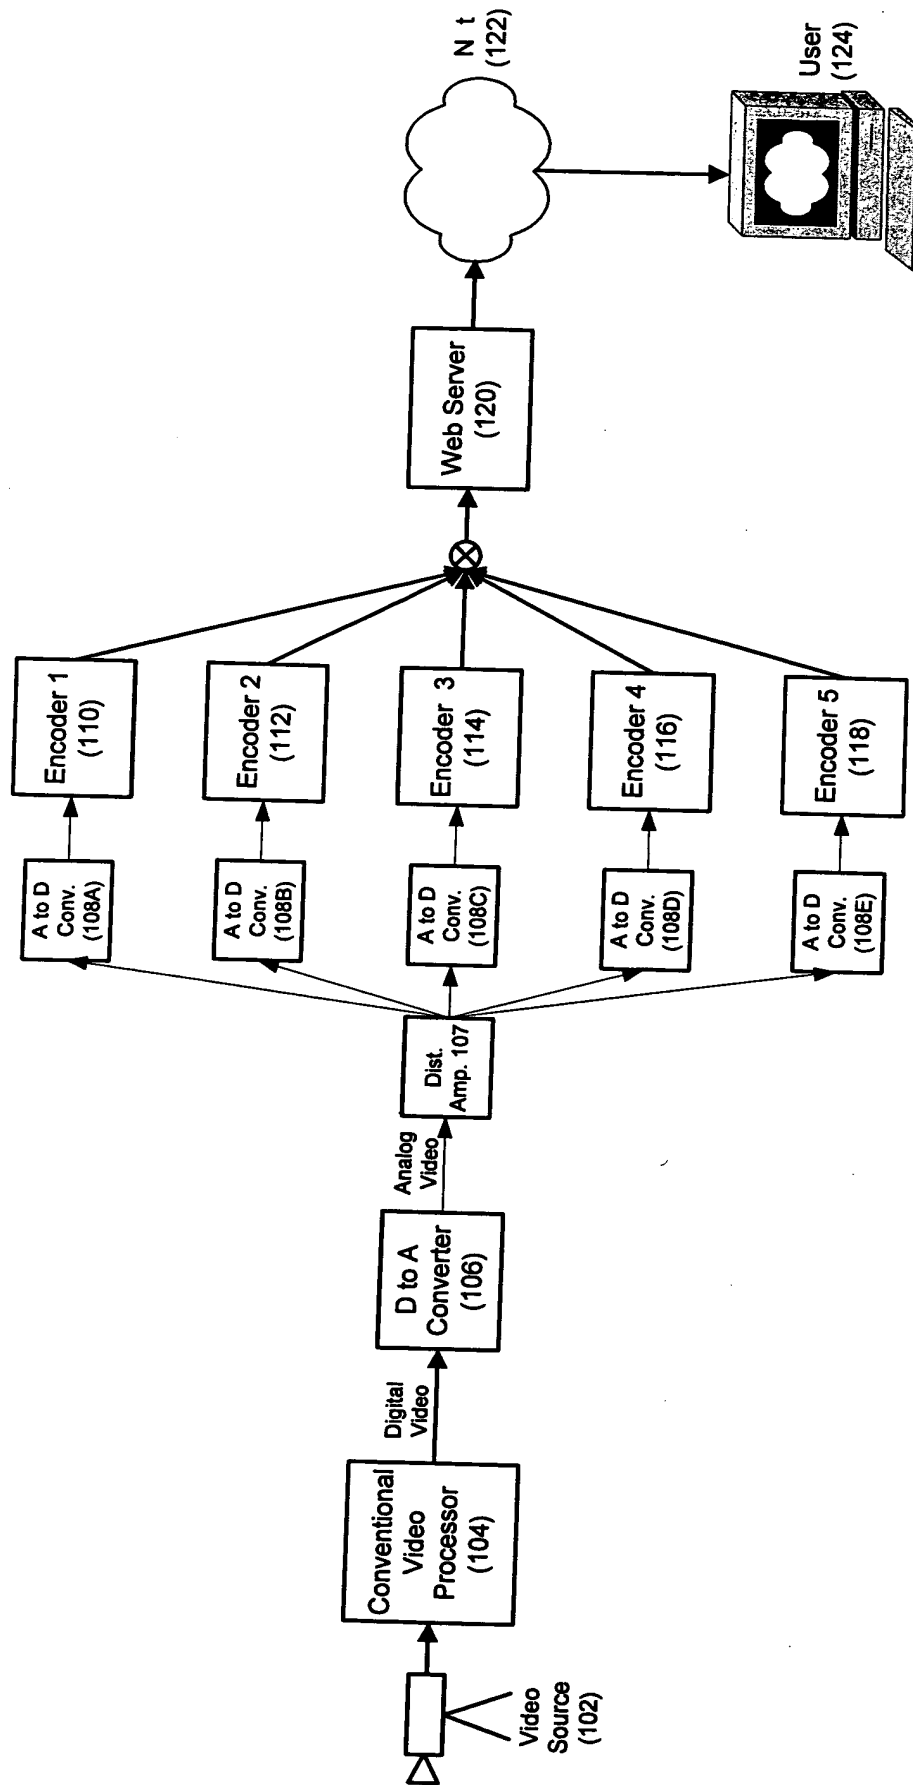 Video
Source
(102)
Conventional
Video
Processor
(104)
Digital
Video
D to A
Converter
(106)
Analog
Video
Dist.
Amp. 107
A to D
Conv.
(108A)
A to D
Conv.
(108B)
A to D
Conv.
(108C)
A to D
Conv.
(108D)
A to D
Conv.
(108E)
Encoder 1
(110)
Encoder 2
(112)
Encoder 3
(114)
Encoder 4
(116)
Encoder 5
(118)
Web Server
(120)
N t
(122)
User
(124)